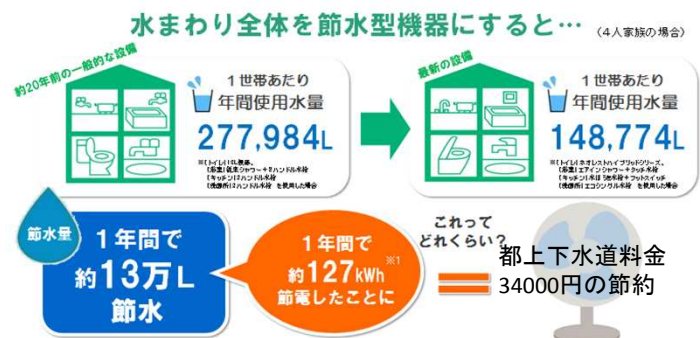 水まわり全体を節水型機器にすると… （４人家族の場合）
約20年前の一般的な設備
１世帯あたり
年間使用水量
277,984L
最新の設備
１世帯あたり
年間使用水量
148,774L
節水量
１年間で
約13万L
節水
１年間で
約127kWh ※1
節電したことに
これって
どれくらい？
都上下水道料金
34000円の節約